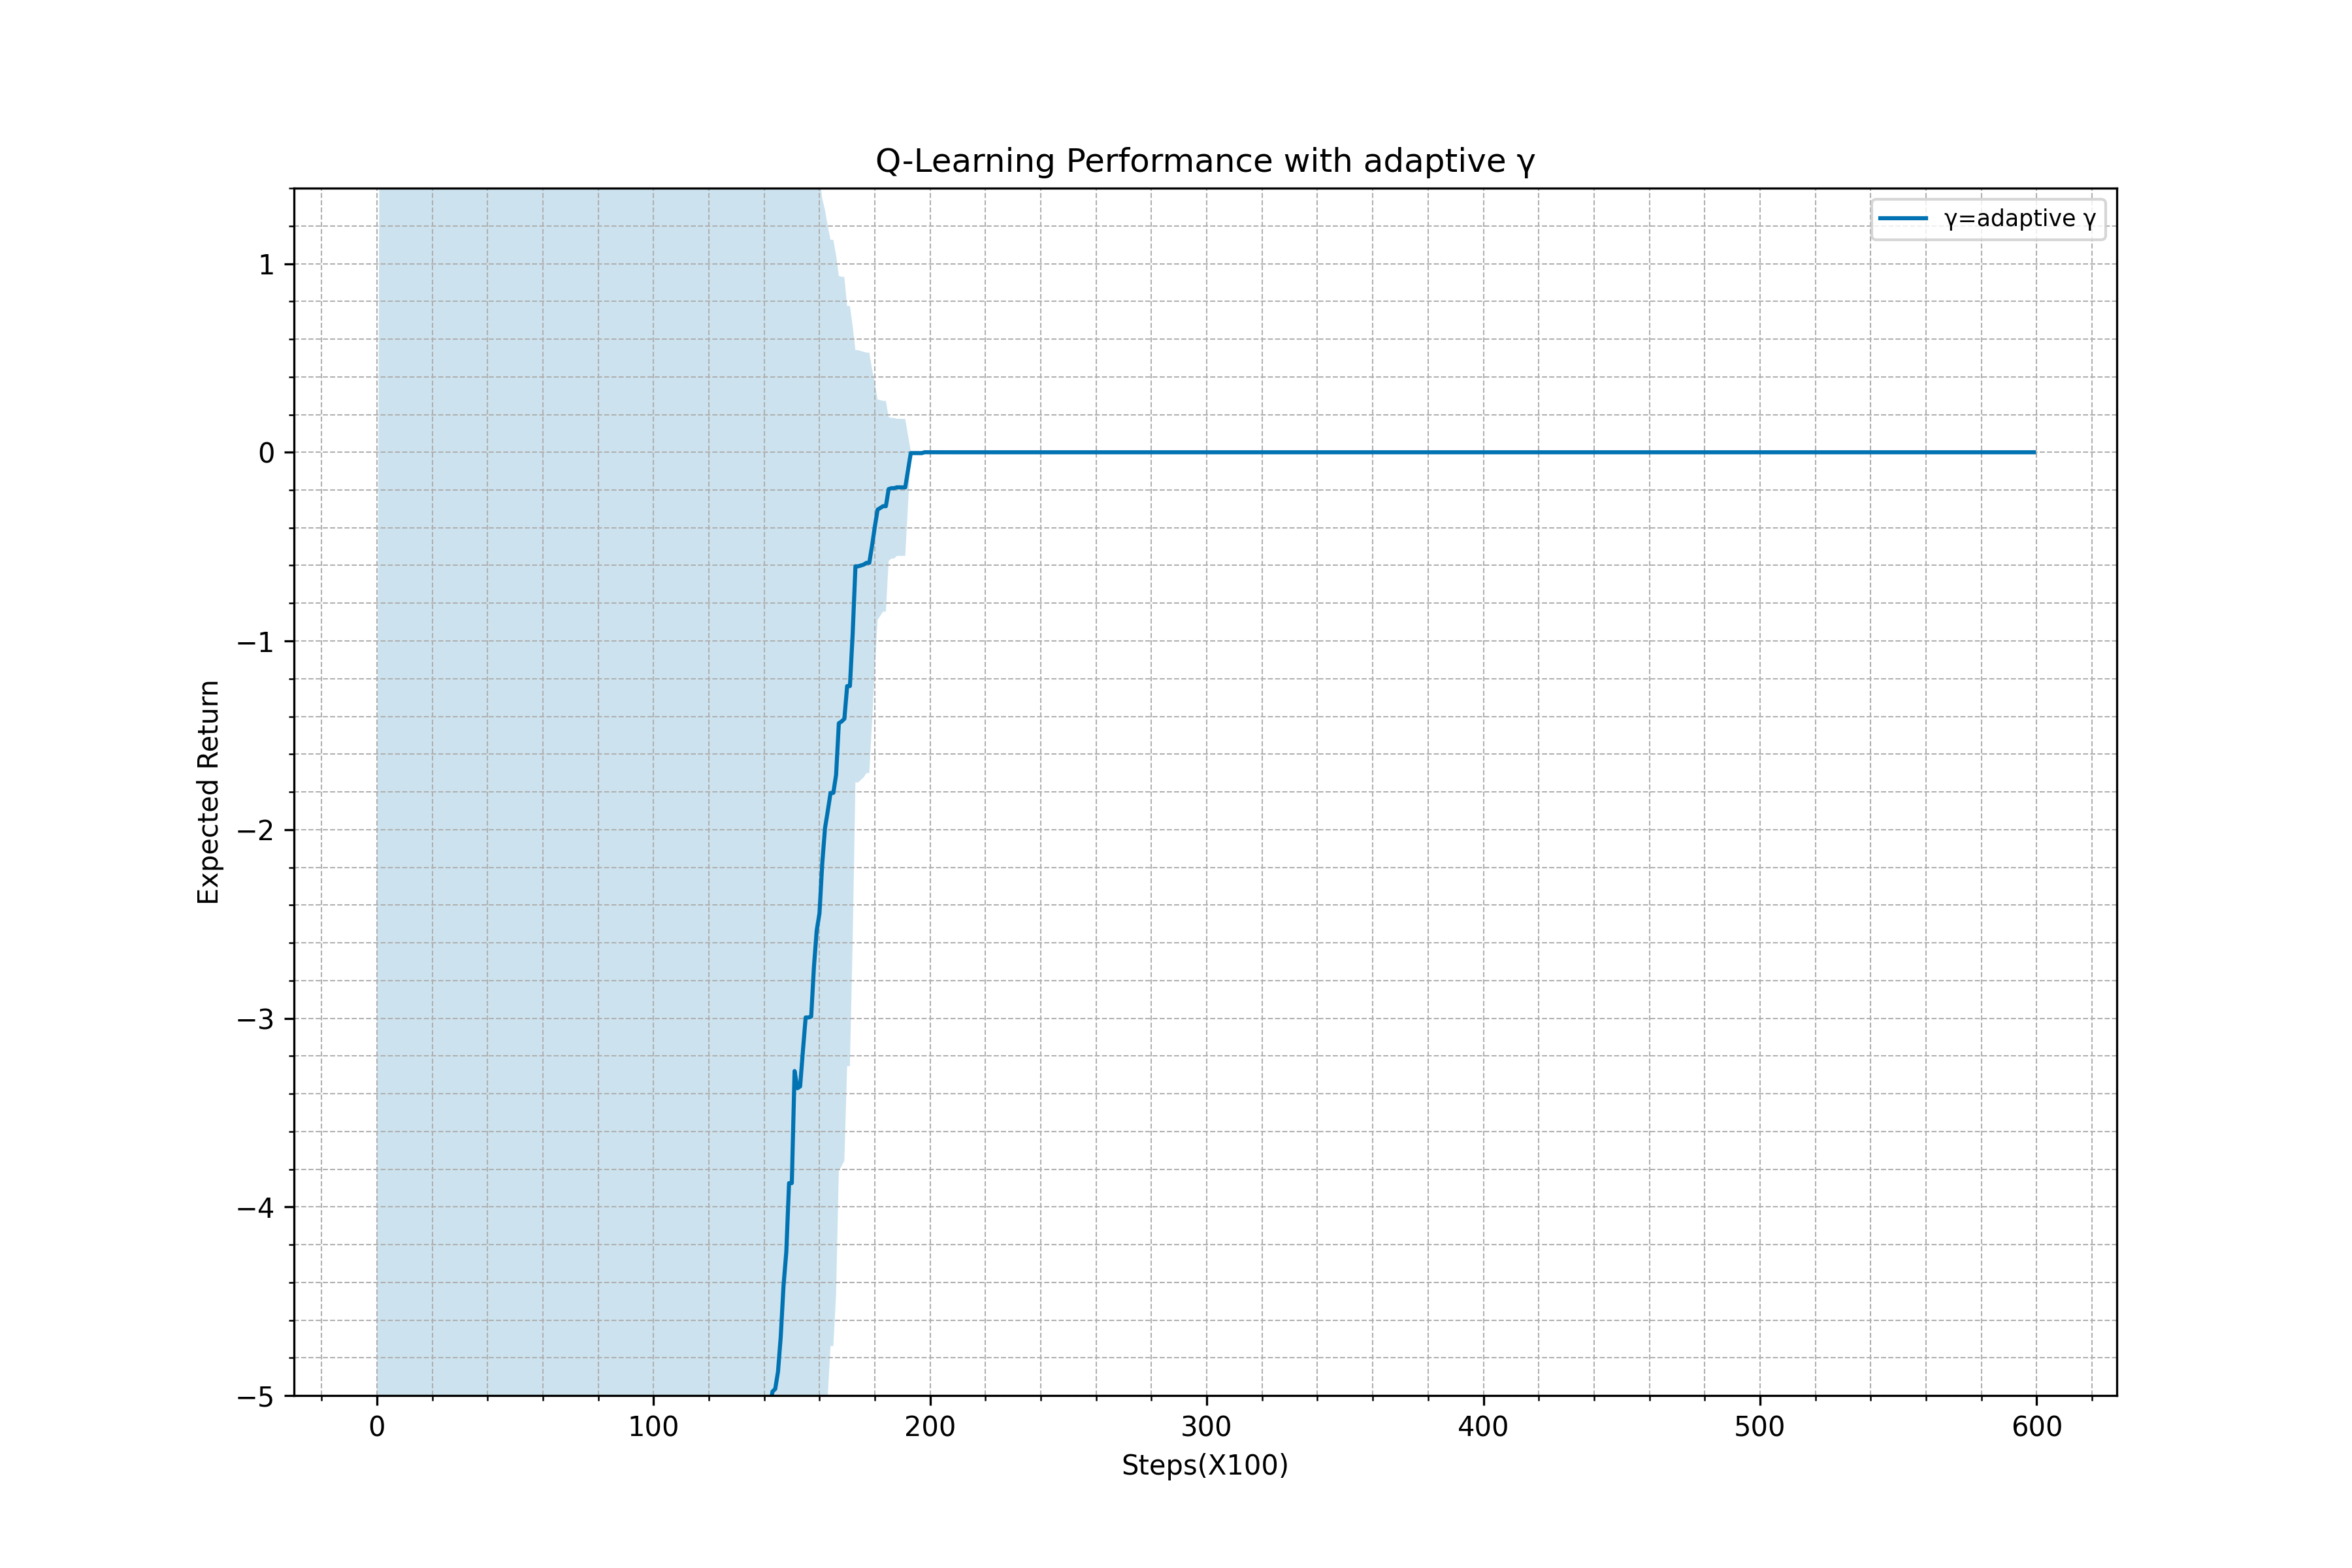 Q-Learning Performance with adaptive γ
γ=adaptive γ
1
0
−1
−2
−3
−4
−5
Expected Return
0 100 200 300 400 500 600
Steps(X100)